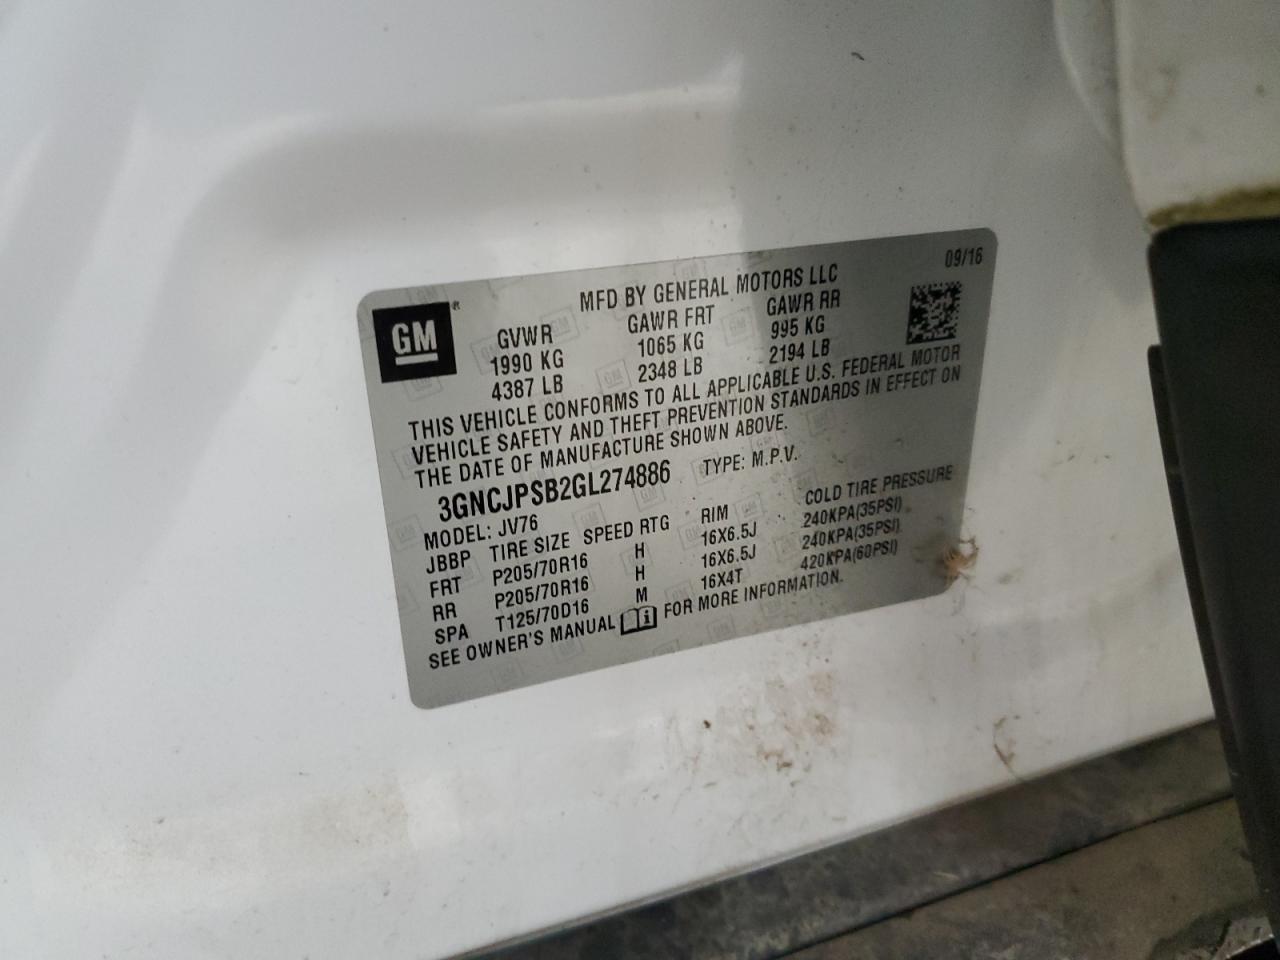 09/16
GM®
MFD BY GENERAL MOTORS LLC
GVWR GAWR FRT GAWR RR
1990 KG 1065 KG 995 KG
4387 LB 2348 LB 2194 LB
THIS VEHICLE CONFORMS TO ALL APPLICABLE U.S. FEDERAL MOTOR
VEHICLE SAFETY AND THEFT PREVENTION STANDARDS IN EFFECT ON
THE DATE OF MANUFACTURE SHOWN ABOVE.
3GNCJPSB2GL274886 TYPE: M.P.V.
MODEL: JV76
JBBP TIRE SIZE SPEED RTG RIM COLD TIRE PRESSURE
FRT P205/70R16 H 16X6.5J 240KPA(35PSI)
RR P205/70R16 H 16X6.5J 240KPA(35PSI)
SPA T125/70D16 M 16X4T 420KPA(60PSI)
SEE OWNER'S MANUAL i FOR MORE INFORMATION.